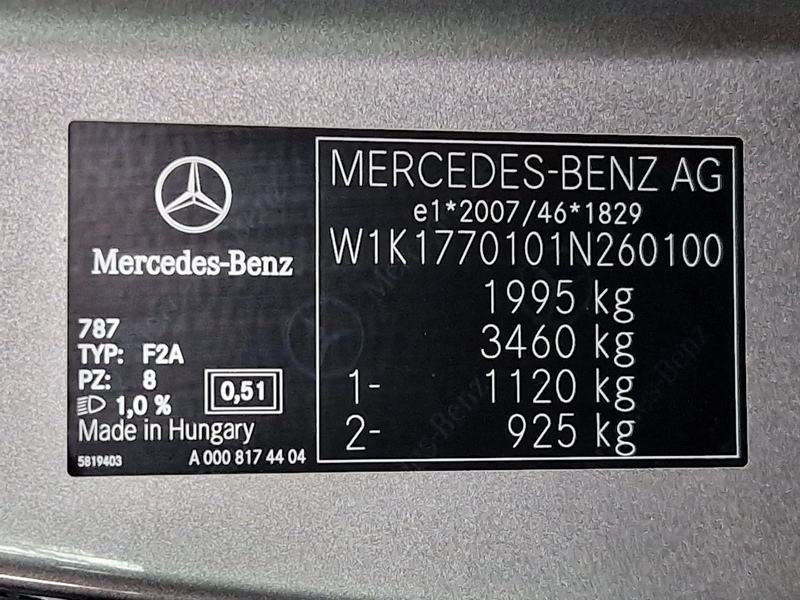 Mercedes-Benz
787
TYP: F2A
PZ: 8
1,0 %
0,51
Made in Hungary
5819403
A 000 817 44 04
MERCEDES-BENZ AG
e1*2007/46*1829
W1K1770101N260100
1995 kg
3460 kg
1- 1120 kg
2- 925 kg